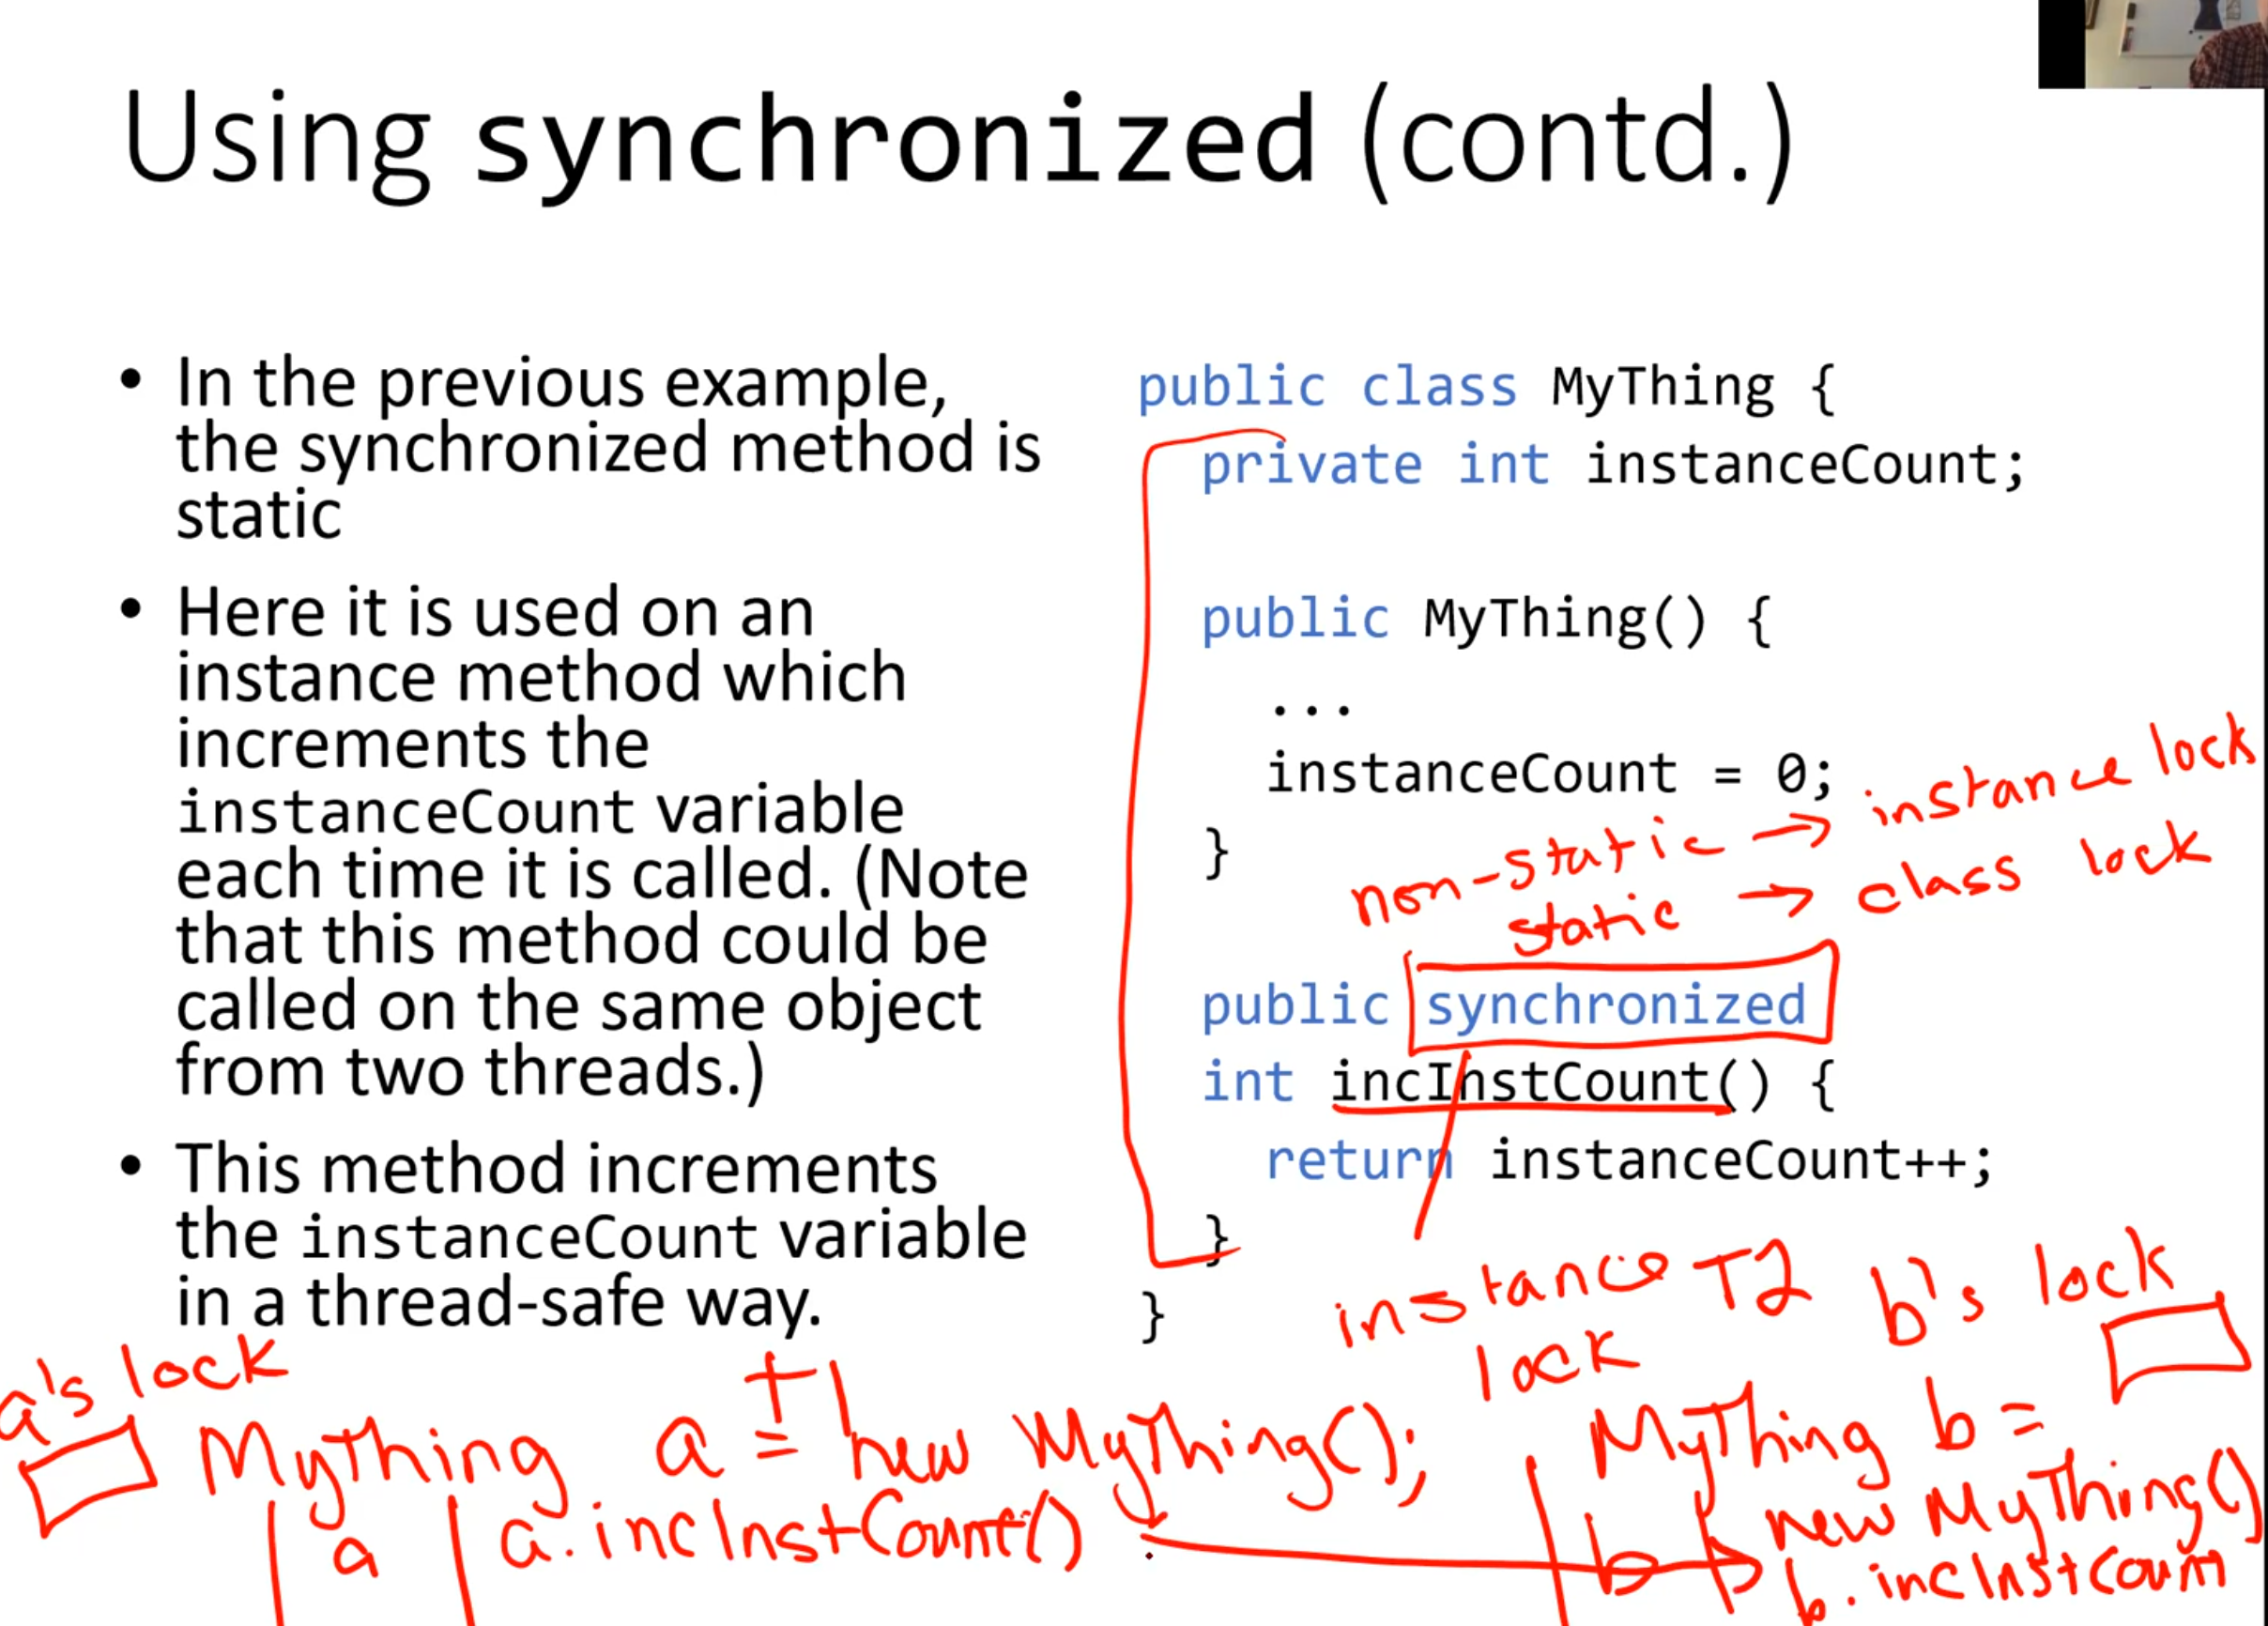 Using synchronized (contd.)
• In the previous example,
the synchronized method is
static
• Here it is used on an
instance method which
increments the
instanceCount variable
each time it is called. (Note
that this method could be
called on the same object
from two threads.)
• This method increments
the instanceCount variable
in a thread-safe way.
public class MyThing {
private int instanceCount;
public MyThing() {
...
instanceCount = 0;
}
non-static → instance lock
static → class lock
public synchronized
int incInstCount() {
return instanceCount++;
}
}
instance
lock
T2
b's lock
a's lock
T1
Mything a = new MyThing();
a
a.incInstCount()
MyThing b =
new MyThing()
b
b.incInstCoun